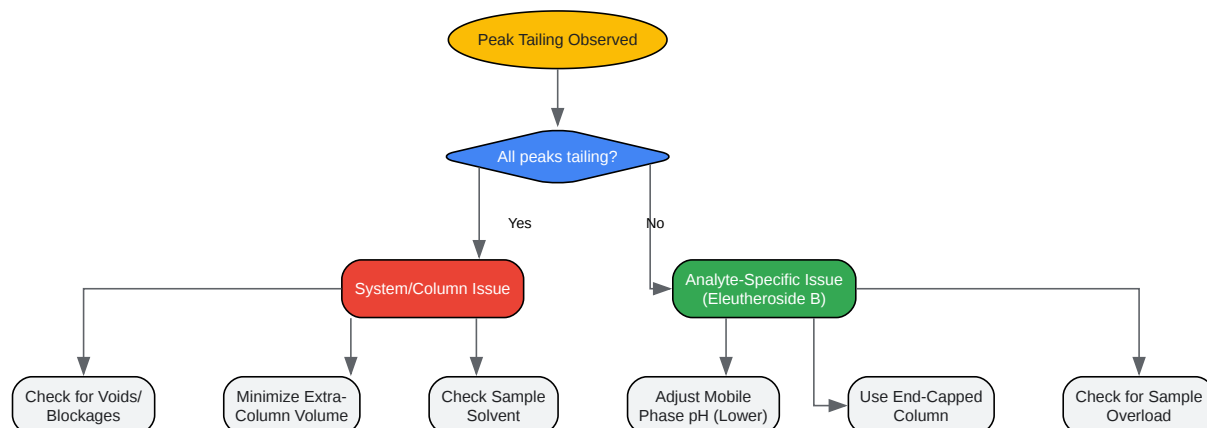 Peak Tailing Observed
All peaks tailing?
Yes
No
System/Column Issue
Analyte-Specific Issue
(Eleutheroside B)
Check for Voids/
Blockages
Minimize Extra-
Column Volume
Check Sample
Solvent
Adjust Mobile
Phase pH (Lower)
Use End-Capped
Column
Check for Sample
Overload